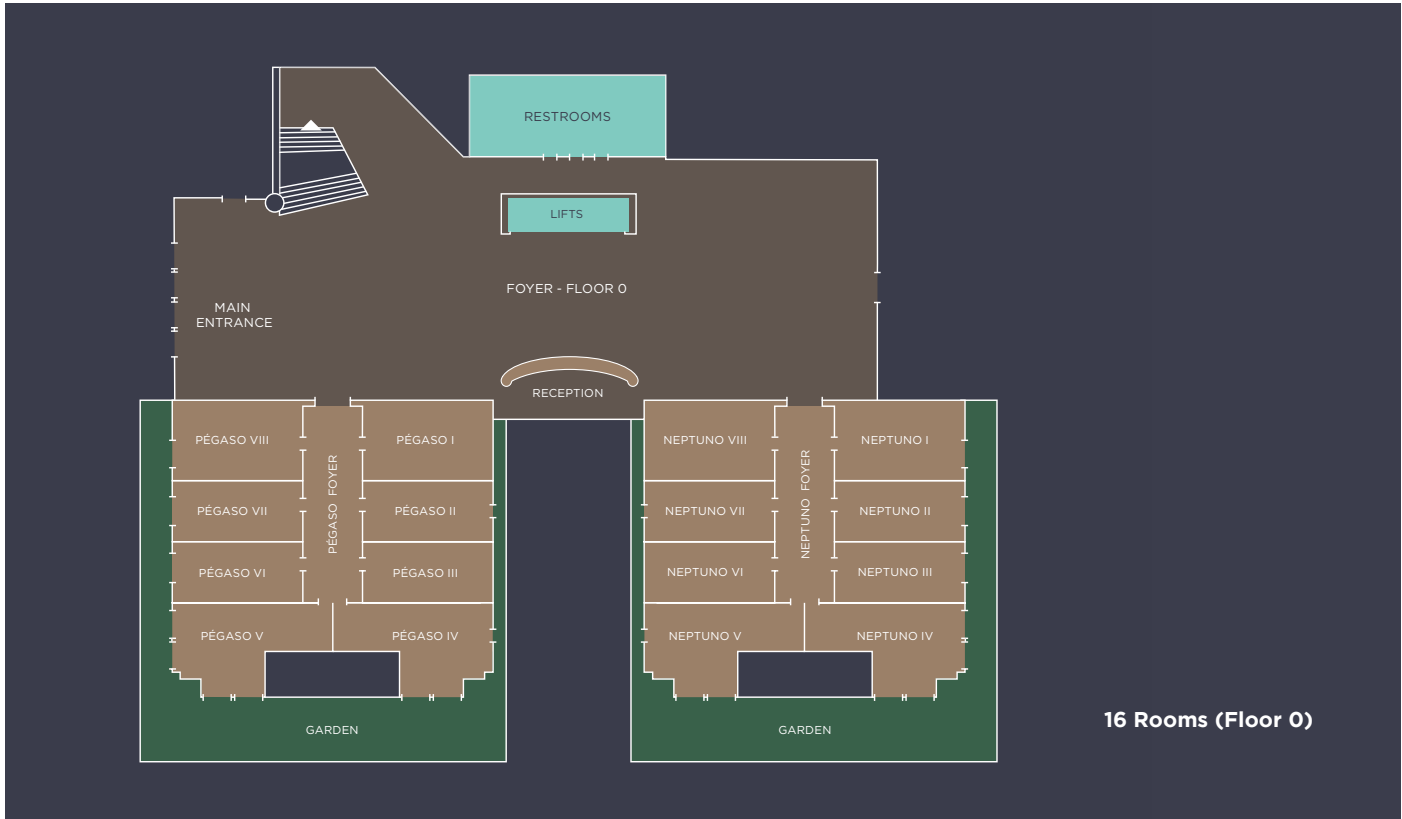 RESTROOMS
LIFTS
FOYER - FLOOR 0
MAIN
ENTRANCE
RECEPTION
PÉGASO VIII
PÉGASO I
PÉGASO VII
PÉGASO II
PÉGASO VI
PÉGASO III
PÉGASO V
PÉGASO IV
PÉGASO FOYER
GARDEN
NEPTUNO VIII
NEPTUNO I
NEPTUNO VII
NEPTUNO II
NEPTUNO VI
NEPTUNO III
NEPTUNO V
NEPTUNO IV
NEPTUNO FOYER
GARDEN
16 Rooms (Floor 0)